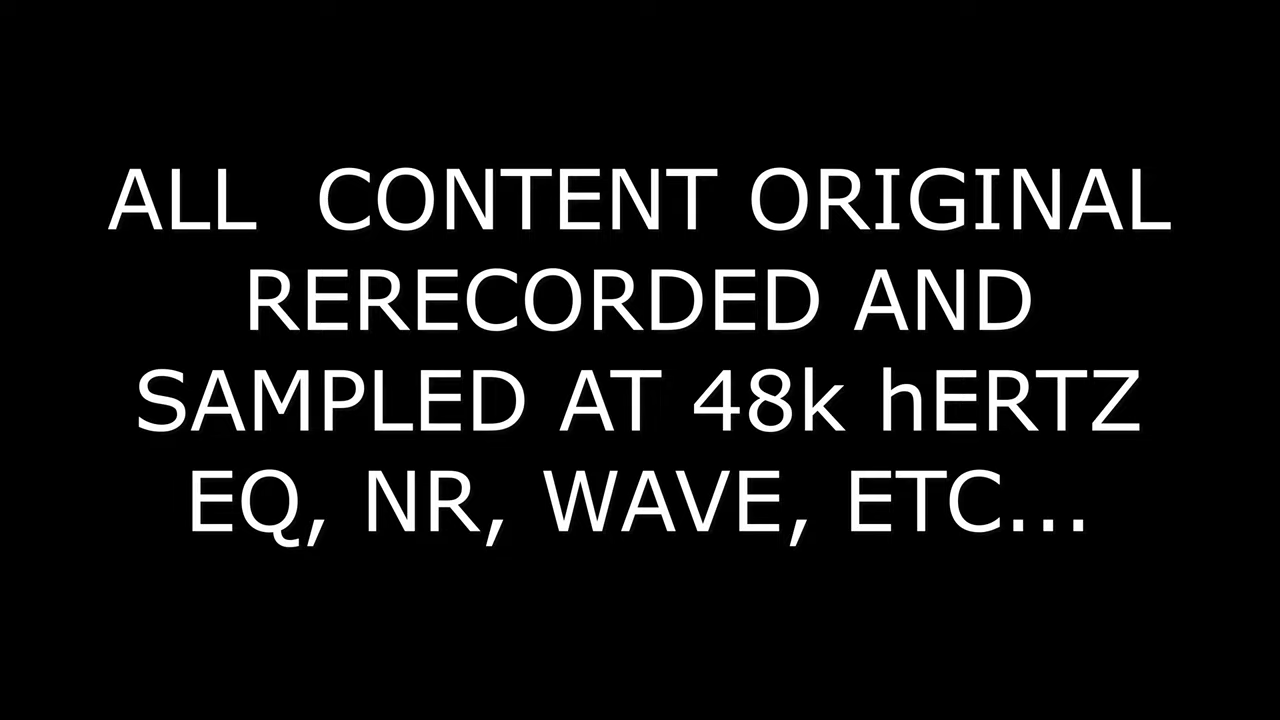 ALL  CONTENT ORIGINAL
RERECORDED AND
SAMPLED AT 48k hERTZ
EQ, NR, WAVE, ETC...